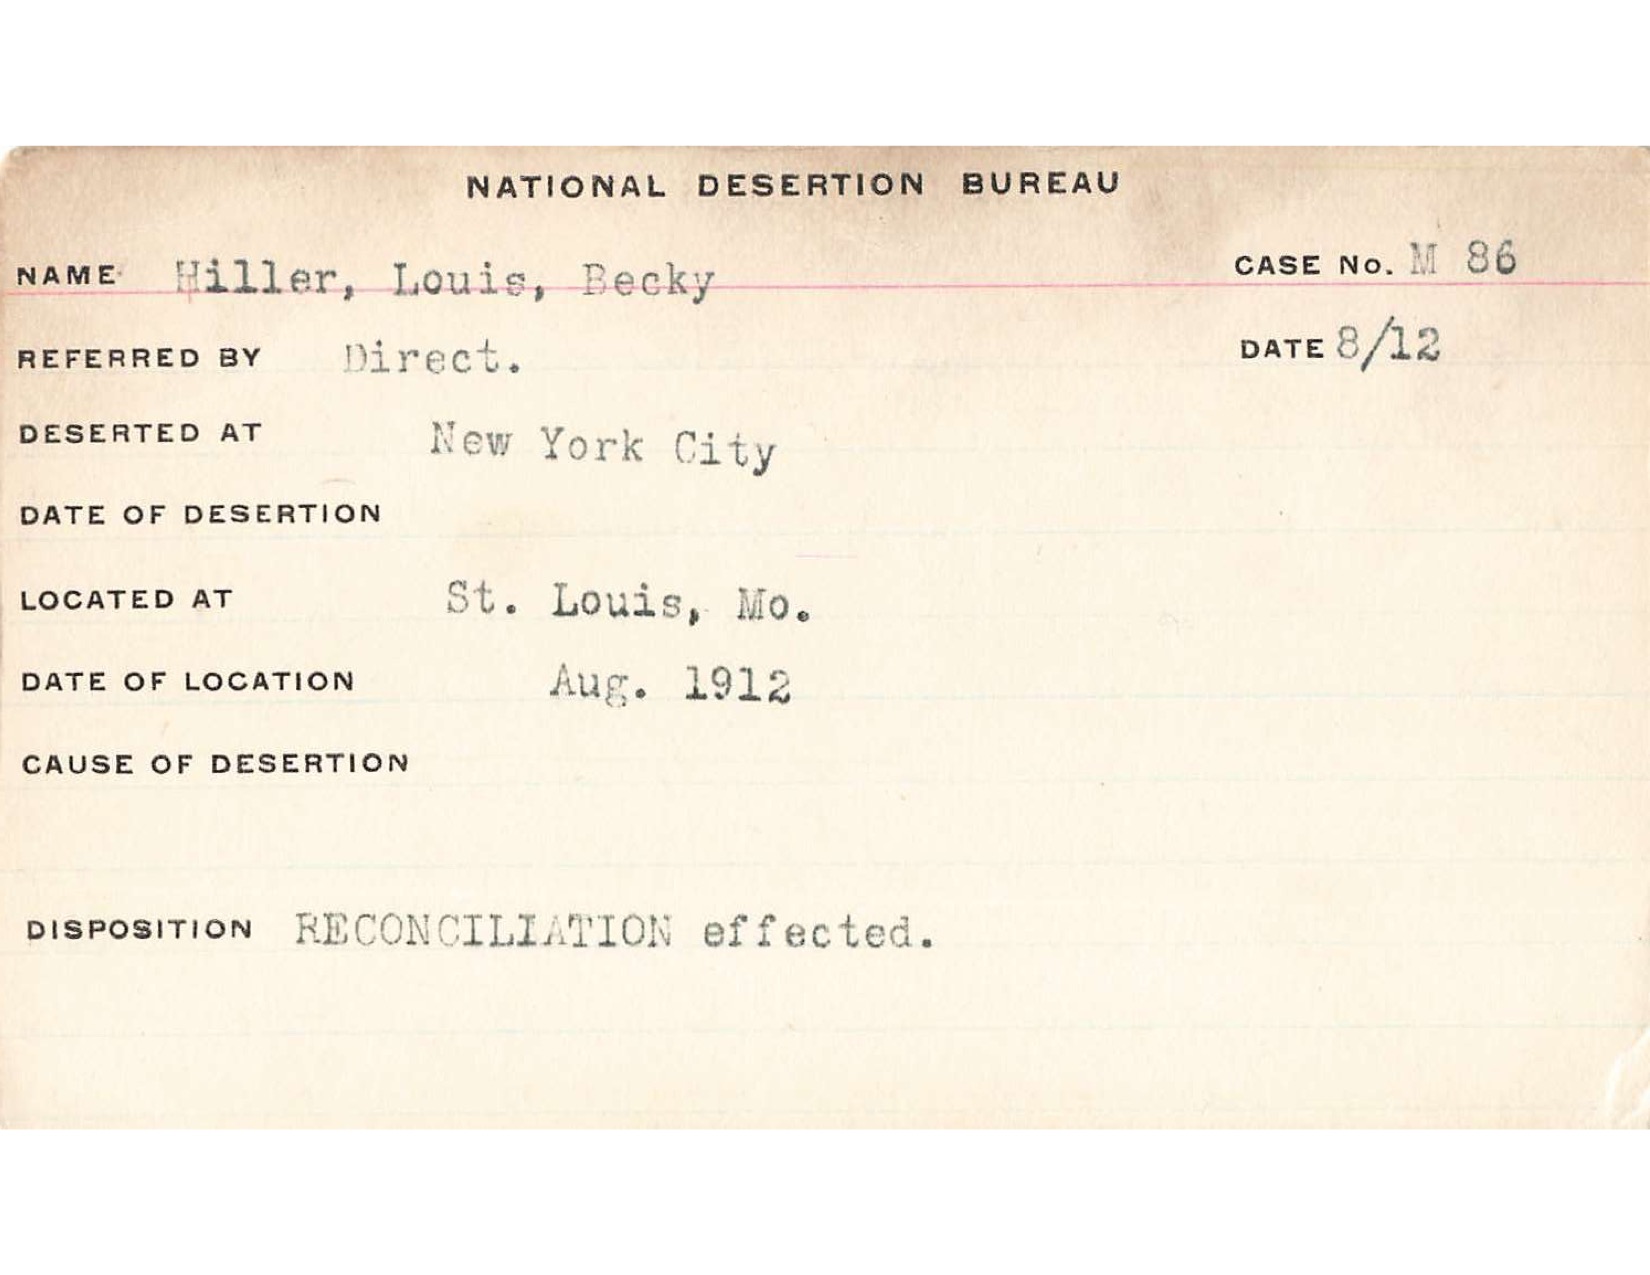 NATIONAL DESERTION BUREAU
NAME Hiller, Louis, Becky CASE No. M 86
REFERRED BY Direct. DATE 8/12
DESERTED AT New York City
DATE OF DESERTION
LOCATED AT St. Louis, Mo.
DATE OF LOCATION Aug. 1912
CAUSE OF DESERTION
DISPOSITION RECONCILIATION effected.